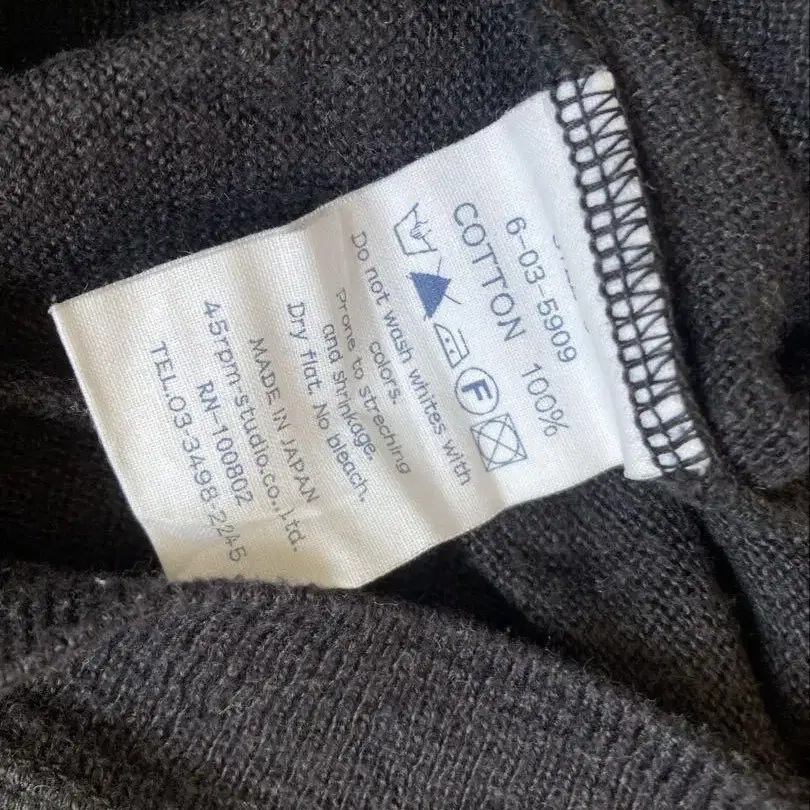 6-03-5909
COTTON 100%
F
Do not wash whites with
colors.
Prone to streching
and shrinkage.
Dry flat. No bleach.
MADE IN JAPAN
45rpm-studio.co.,Ltd.
RN-100802
TEL.03-3498-2245